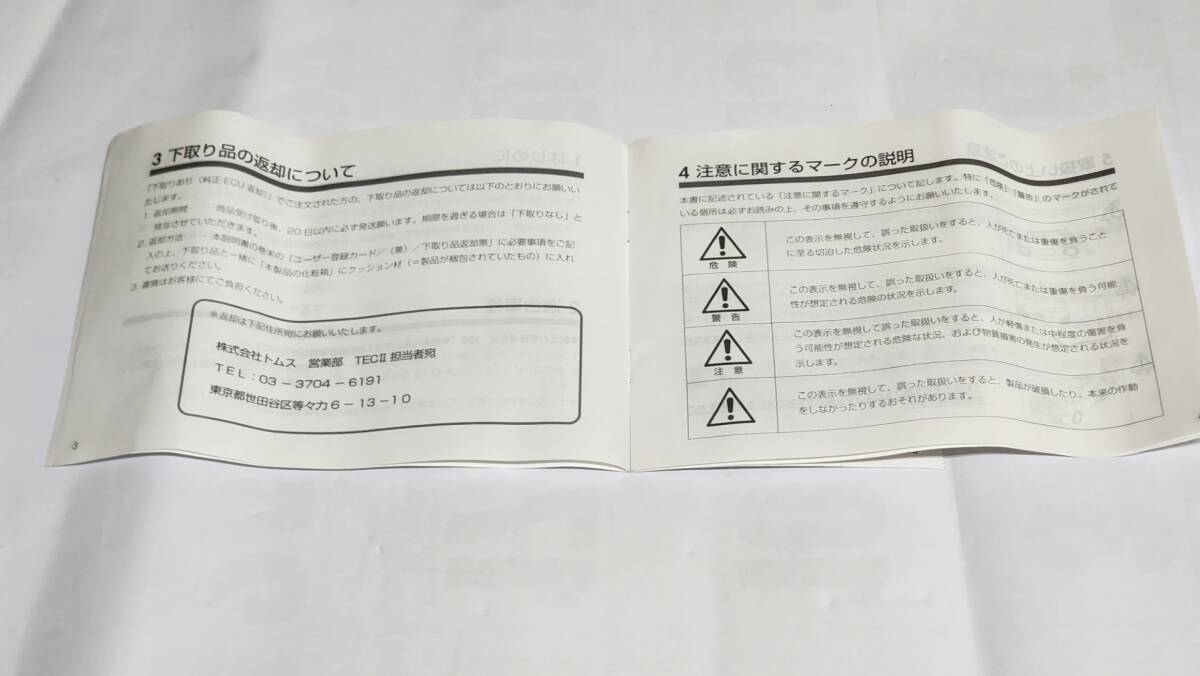 3 下取り品の返却について
「下取りあり（純正ECU返却）」でご注文された方の、下取り品の返却については以下のとおりにお願いい
たします。
1. 返却期間‥‥商品受け取り後、20日以内に必ず発送願います。期限を過ぎる場合は「下取りなし」と
見なさせていただきます。
2. 返却方法‥‥本説明書の巻末の「ユーザー登録カード／（兼）／下取り品返却票」に必要事項をご記
入の上、下取り品と一緒に「本製品の化粧箱」にクッション材（＝製品が梱包されていたもの）に入れ
てお送りください。
3. 運賃はお客様にてご負担ください。
※返却は下記住所宛にお願いいたします。
株式会社トムス 営業部 TECⅡ 担当者宛
TEL：03－3704－6191
東京都世田谷区等々力6－13－10
3
4 注意に関するマークの説明
本書に記述されている「注意に関するマーク」について記します。特に「危険」「警告」のマークがされて
いる個所は必ずお読みの上、その事項を遵守するようにお願いいたします。
危 険
この表示を無視して、誤った取扱いをすると、人が死亡または重傷を負うこと
に至る切迫した危険状況を示します。
警 告
この表示を無視して、誤った取扱いをすると、人が死亡または重傷を負う可能
性が想定される危険の状況を示します。
注 意
この表示を無視して誤った取扱いをすると、人が軽傷または中程度の傷害を負
う可能性が想定される危険な状況、および物質損害の発生が想定される状況を
示します。
この表示を無視して、誤った取扱いをすると、製品が破損したり、本来の作動
をしなかったりするおそれがあります。
1 はじめに
5 取扱い上のご注意